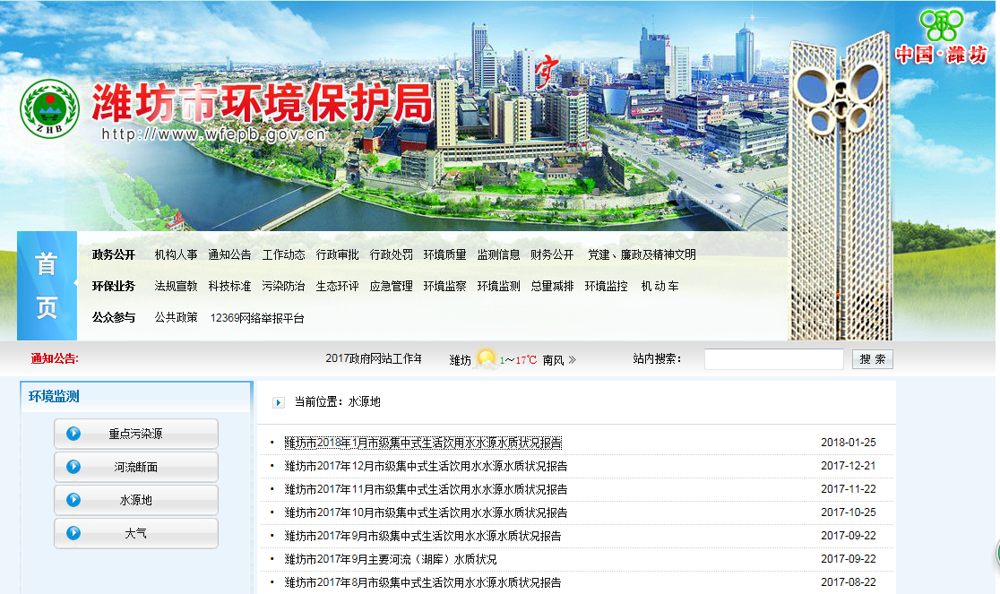 中国·潍坊
潍坊市环境保护局
ZHB
http://www.wfepb.gov.cn
首页
政务公开 机构人事 通知公告 工作动态 行政审批 行政处罚 环境质量 监测信息 财务公开 党建、廉政及精神文明
环保业务 法规宣教 科技标准 污染防治 生态环评 应急管理 环境监察 环境监测 总量减排 环境监控 机动车
公众参与 公共政策 12369网络举报平台
通知公告: 2017政府网站工作年 潍坊 1～17℃ 南风 站内搜索： 搜 索
环境监测
重点污染源
河流断面
水源地
大气
当前位置：水源地
潍坊市2018年1月市级集中式生活饮用水水源水质状况报告 2018-01-25
潍坊市2017年12月市级集中式生活饮用水水源水质状况报告 2017-12-21
潍坊市2017年11月市级集中式生活饮用水水源水质状况报告 2017-11-22
潍坊市2017年10月市级集中式生活饮用水水源水质状况报告 2017-10-25
潍坊市2017年9月市级集中式生活饮用水水源水质状况报告 2017-09-22
潍坊市2017年9月主要河流（湖库）水质状况 2017-09-22
潍坊市2017年8月市级集中式生活饮用水水源水质状况报告 2017-08-22